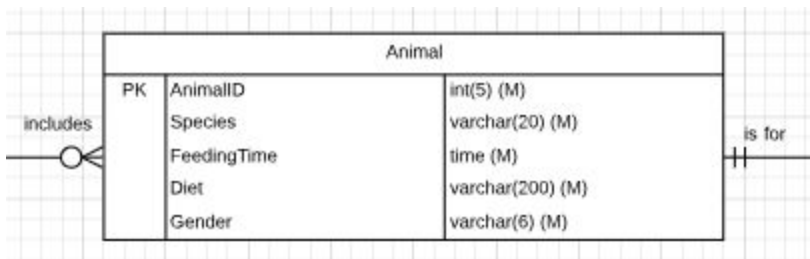 Animal
PK AnimalID int(5) (M)
includes
Species varchar(20) (M)
is for
FeedingTime time (M)
Diet varchar(200) (M)
Gender varchar(6) (M)